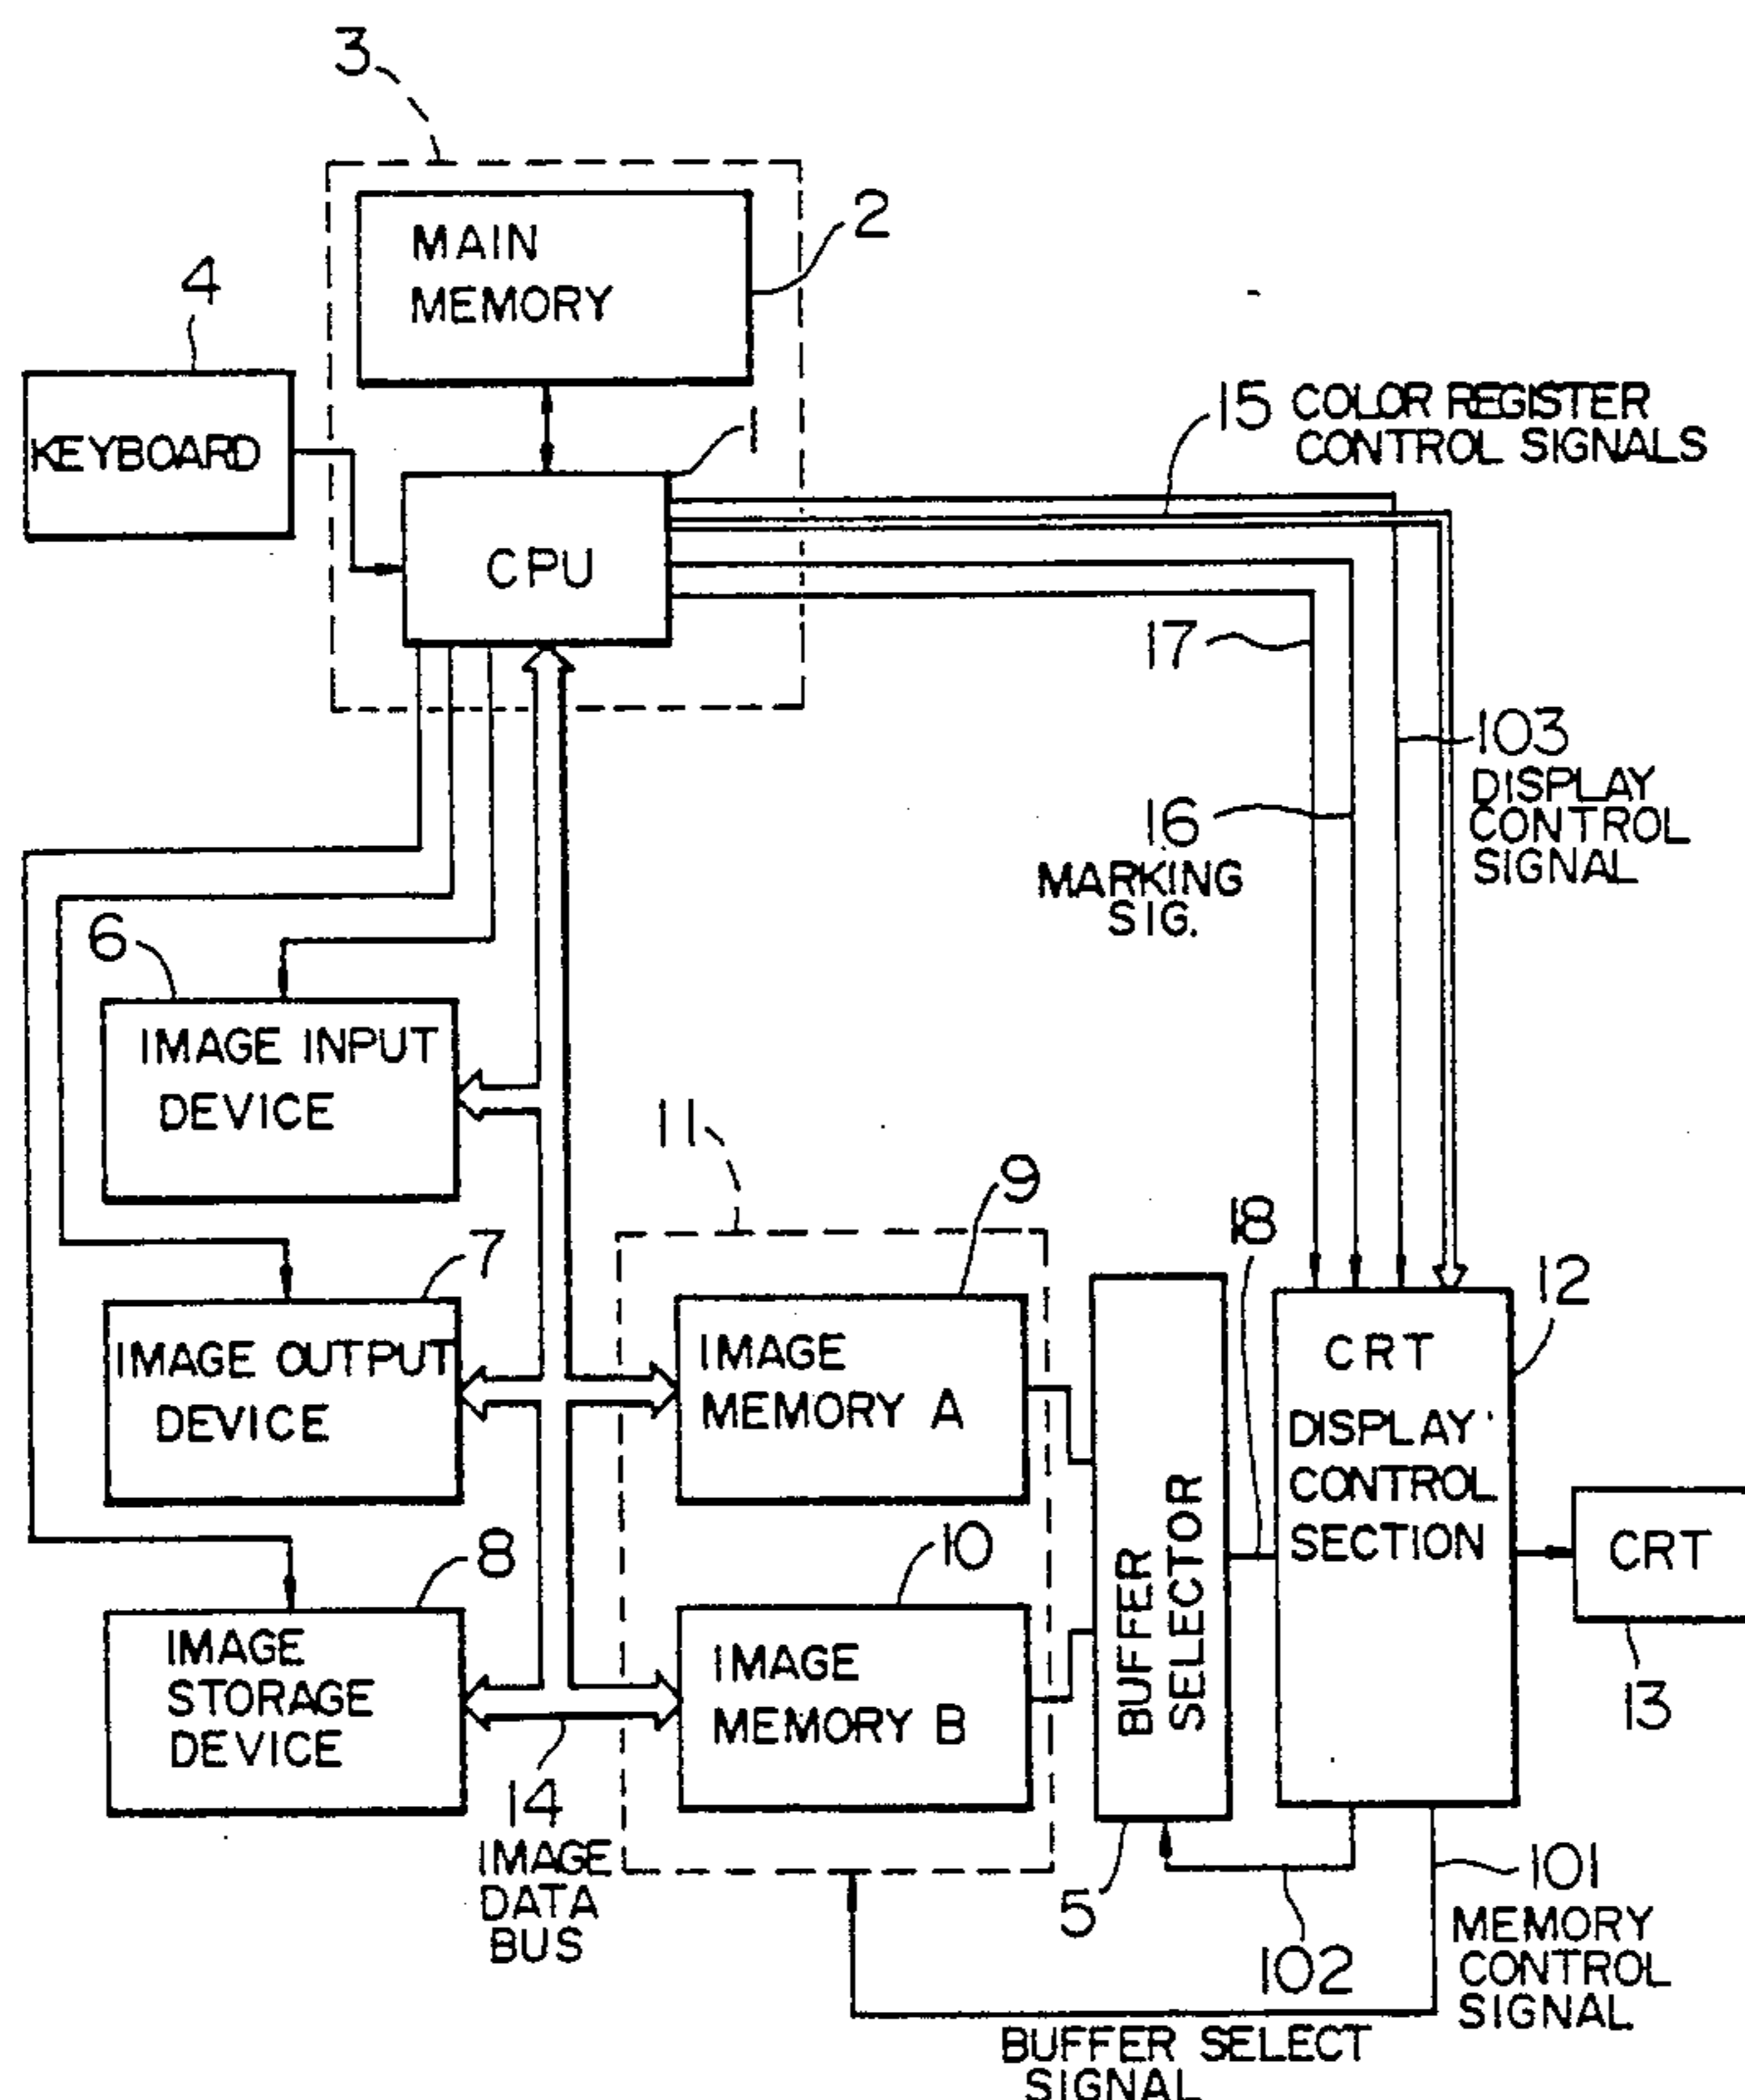 3
MAIN
MEMORY
2
4
KEYBOARD
1
15 COLOR REGISTER
CONTROL SIGNALS
CPU
17
103
DISPLAY
CONTROL
SIGNAL
16
MARKING
SIG.
6
IMAGE INPUT
DEVICE
11
9
18
7
12
IMAGE OUTPUT
DEVICE
IMAGE
MEMORY A
CRT
DISPLAY
CONTROL
SECTION
BUFFER
SELECTOR
CRT
13
8
10
IMAGE
STORAGE
DEVICE
IMAGE
MEMORY B
14
IMAGE
DATA
BUS
5
102
101
MEMORY
CONTROL
SIGNAL
BUFFER SELECT
SIGNAL